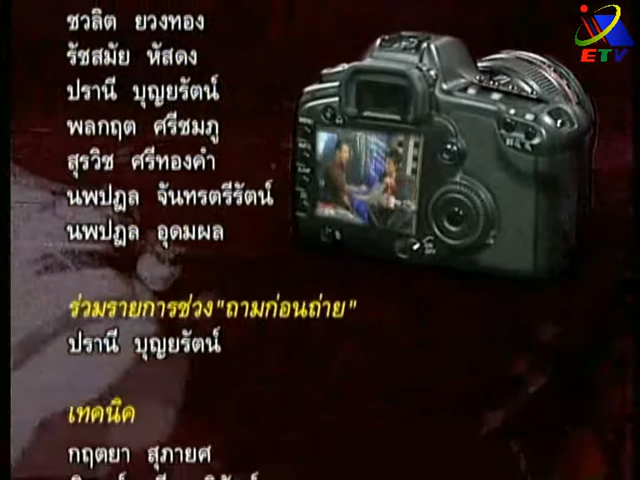 ชวลิต ยวงทอง
รัชสมัย หัสดง
ปรานี บุญยรัตน์
พลกฤต ศรีชมภู
สุรวิช ศรีทองคำ
นพปฎล จันทรตรีรัตน์
นพปฎล อุดมผล
ร่วมรายการช่วง"ถามก่อนถ่าย"
ปรานี บุญยรัตน์
เทคนิค
กฤตยา สุภายศ
ETV